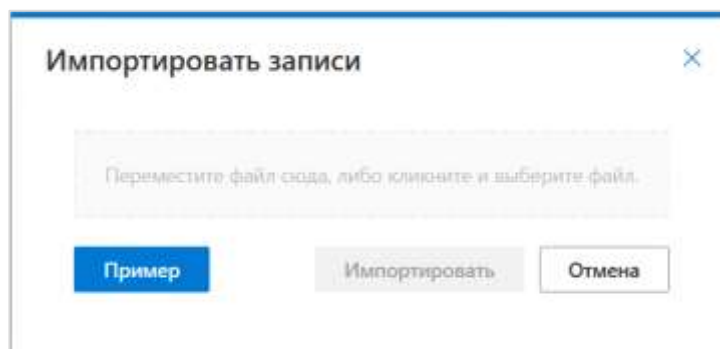 Импортировать записи
Переместите файл сюда, либо кликните и выберите файл.
Пример
Импортировать
Отмена